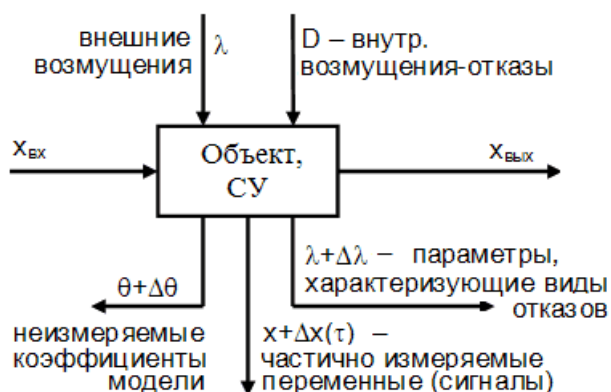 внешние
возмущения
λ
D – внутр.
возмущения-отказы
xвх
Объект,
СУ
xвых
θ+Δθ
неизмеряемые
коэффициенты
модели
λ+Δλ – параметры,
характеризующие виды
отказов
x+Δx(τ) –
частично измеряемые
переменные (сигналы)